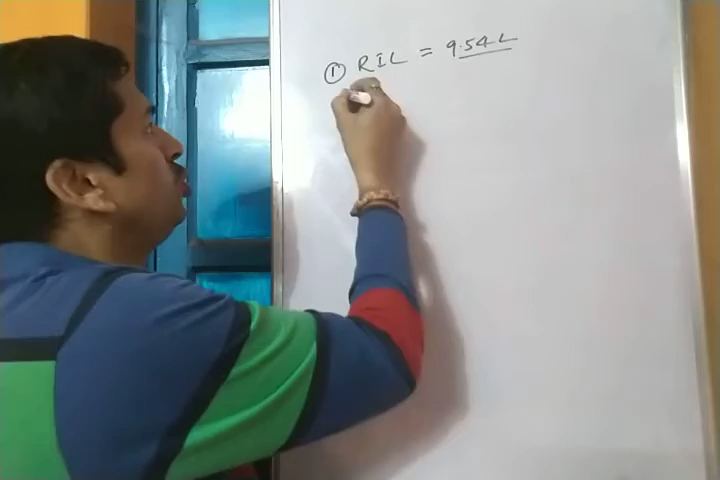 ① RIL = 9.54L